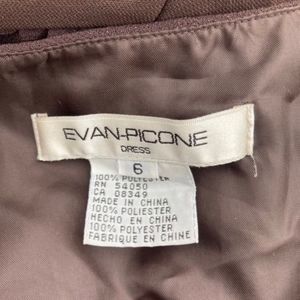 EVAN-PICONE
DRESS
6
100% POLYESTER
RN 54050
CA 08349
MADE IN CHINA
100% POLIESTER
HECHO EN CHINA
100% POLYESTER
FABRIQUE EN CHINE